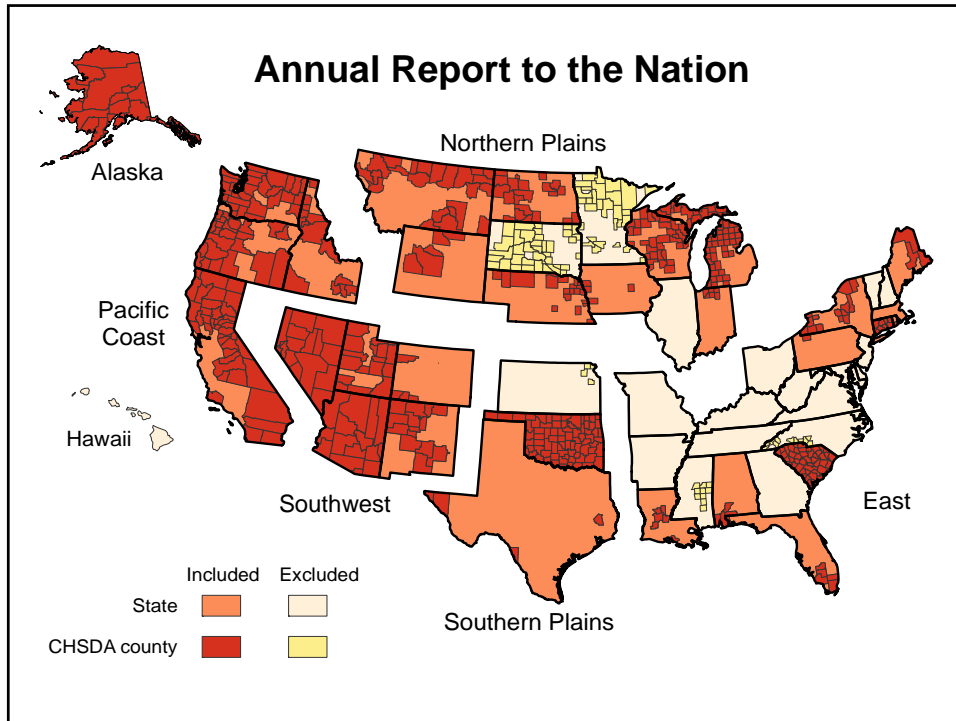 Annual Report to the Nation
Northern Plains
Alaska
Pacific
Coast
Hawaii
Southwest
East
Southern Plains
Included Excluded
State
CHSDA county